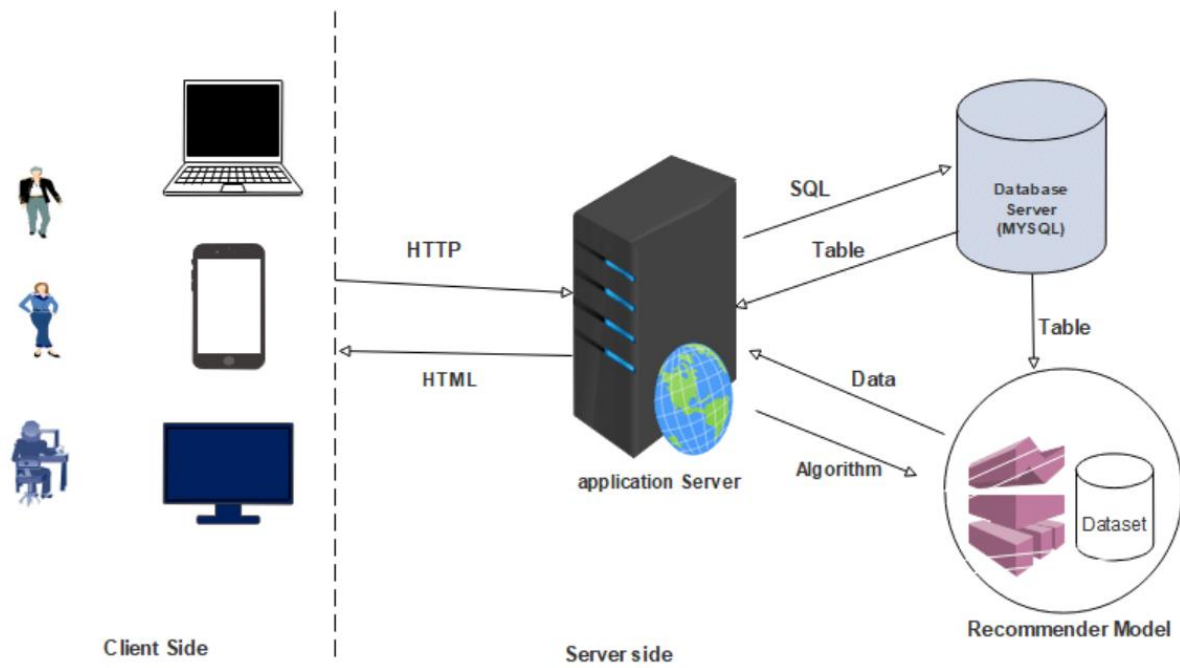 HTTP
HTML
SQL
Table
Database
Server
(MYSQL)
Table
Data
Algorithm
application Server
Dataset
Recommender Model
Client Side
Server side